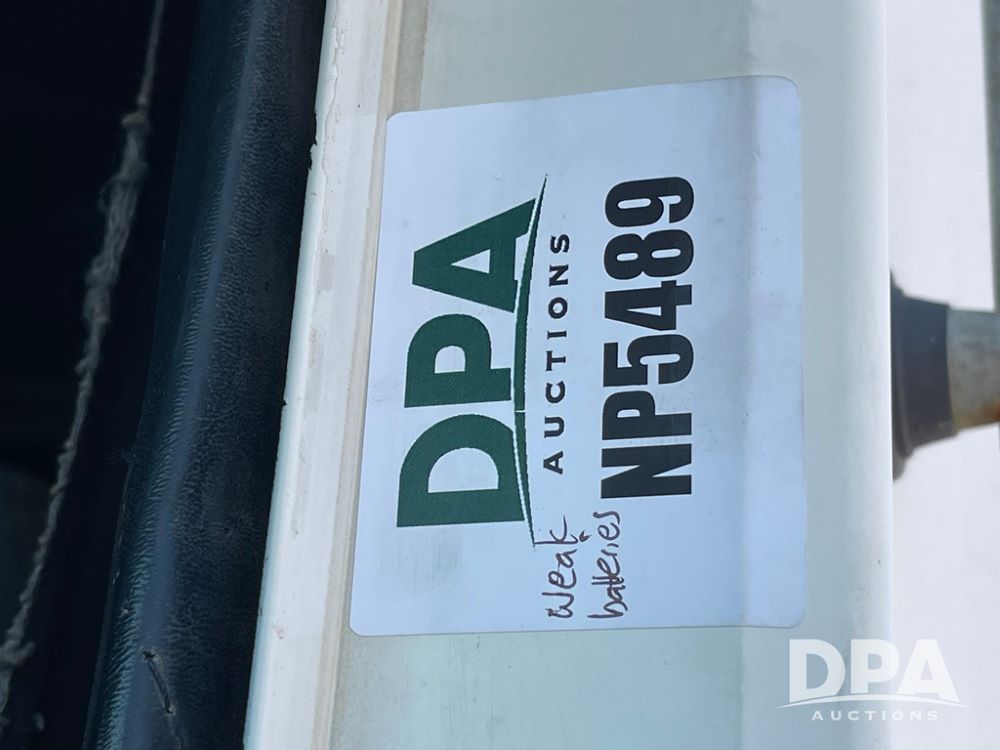 DPA
AUCTIONS
NP5489
weak
batteries
DPA
AUCTIONS